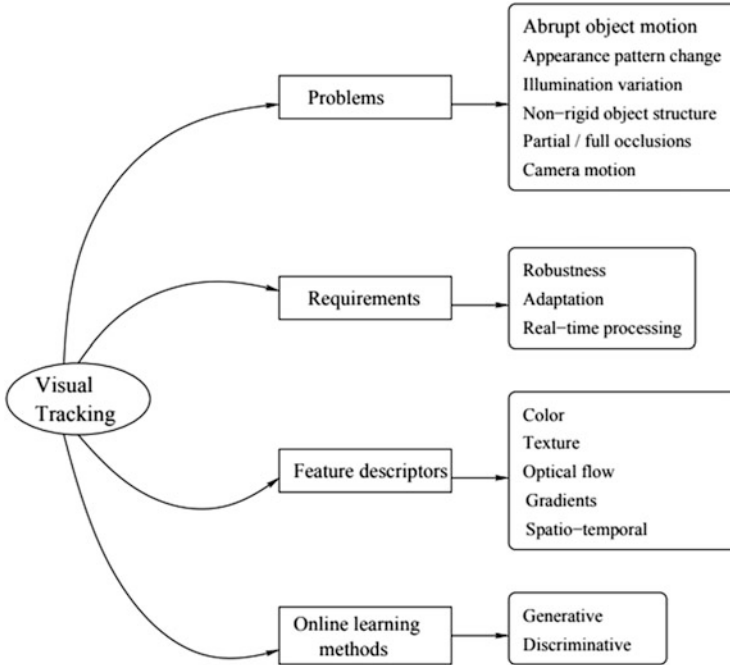 Visual
Tracking
Problems
Abrupt object motion
Appearance pattern change
Illumination variation
Non−rigid object structure
Partial / full occlusions
Camera motion
Requirements
Robustness
Adaptation
Real−time processing
Feature descriptors
Color
Texture
Optical flow
Gradients
Spatio−temporal
Online learning
methods
Generative
Discriminative